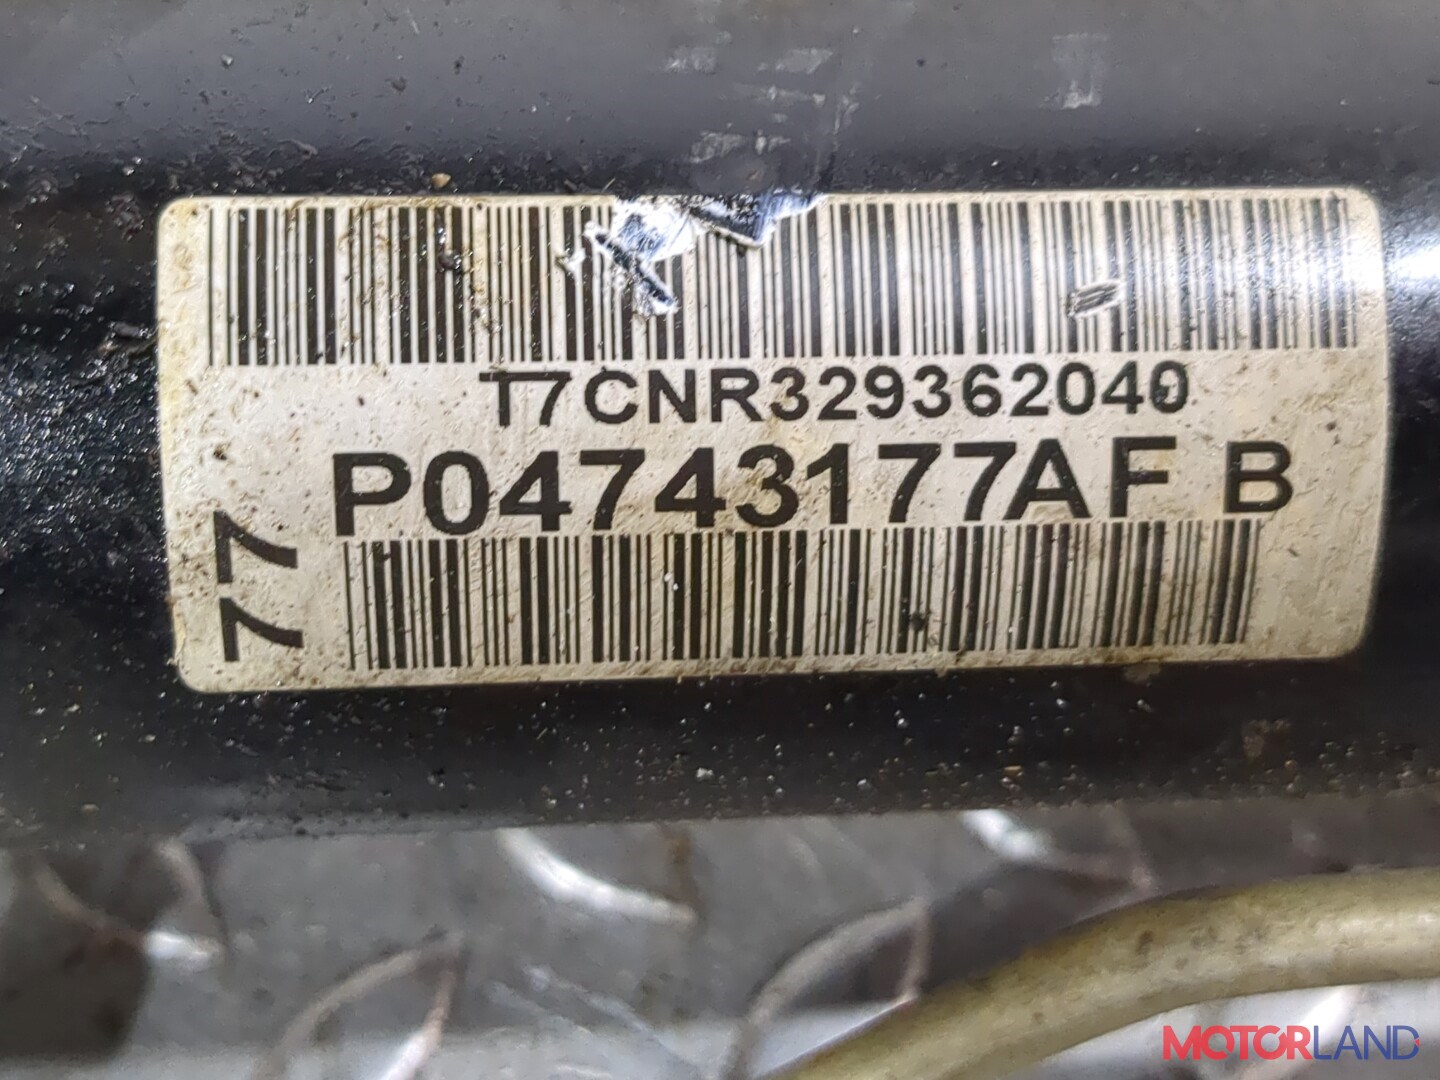 T7CNR329362040
P04743177AF B
77
MOTORLAND